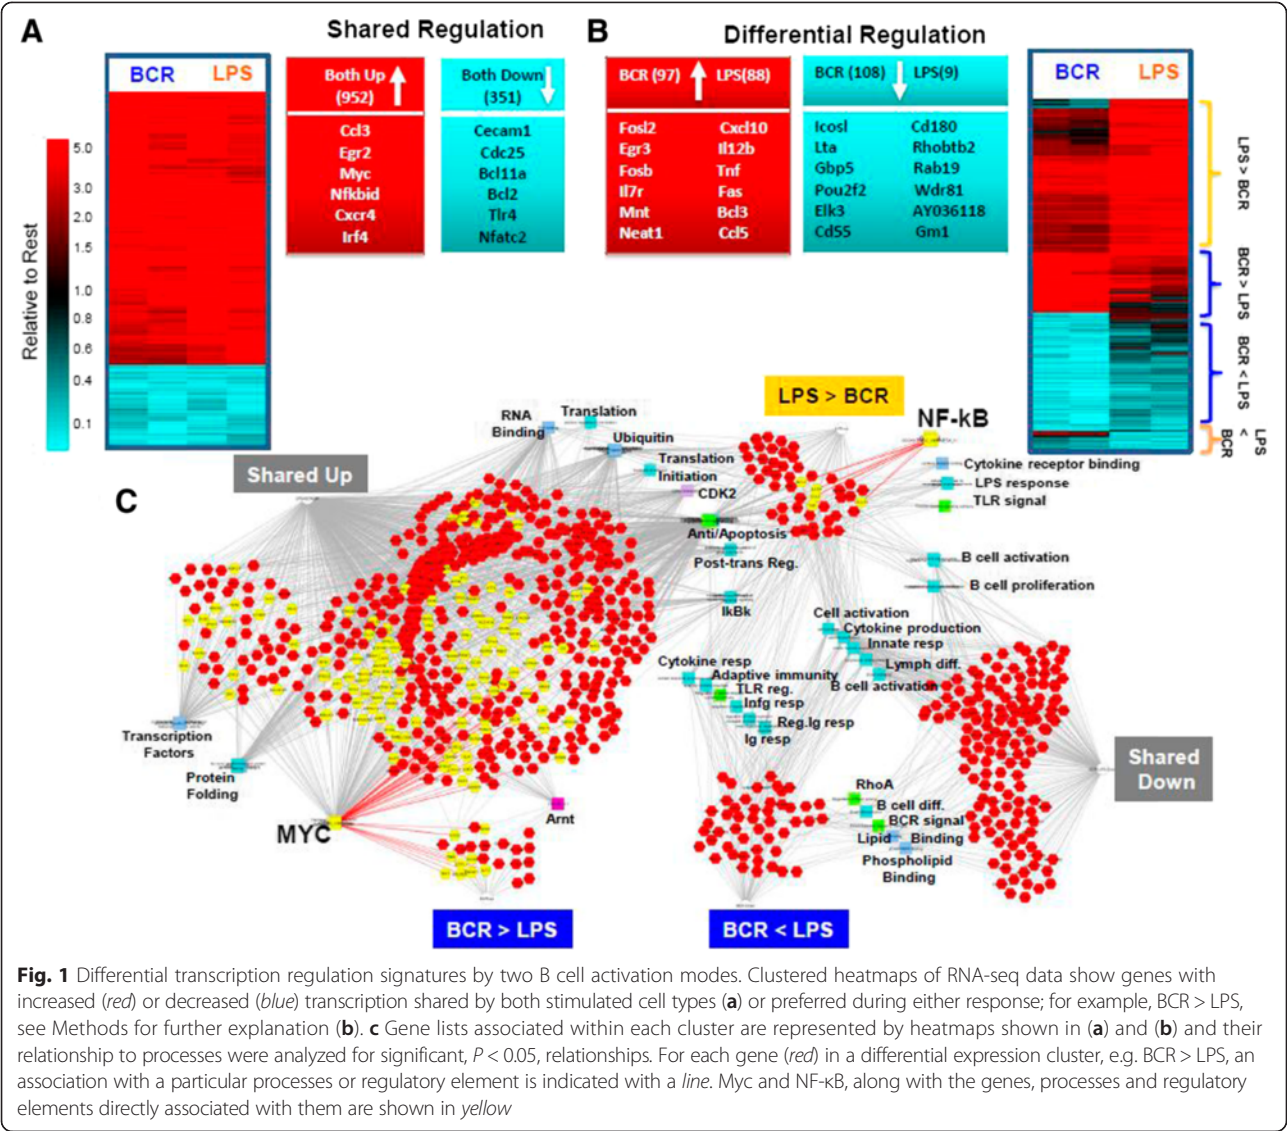 A
Shared Regulation
BCR LPS
Relative to Rest
5.0
3.0
2.0
1.5
1.0
0.8
0.6
0.4
0.1
Both Up
(952)
Ccl3
Egr2
Myc
Nfkbid
Cxcr4
Irf4
Both Down
(351)
Cecam1
Cdc25
Bcl11a
Bcl2
Tlr4
Nfatc2
B
Differential Regulation
BCR (97) LPS(88)
Fosl2 Cxcl10
Egr3 Il12b
Fosb Tnf
Il7r Fas
Mnt Bcl3
Neat1 Ccl5
BCR (108) LPS(9)
Icosl Cd180
Lta Rhobtb2
Gbp5 Rab19
Pou2f2 Wdr81
Elk3 AY036118
Cd55 Gm1
BCR LPS
LPS > BCR
BCR > LPS
BCR < LPS
LPS
<
BCR
C
Shared Up
RNA
Binding
Translation
Ubiquitin
Translation
Initiation
CDK2
Anti/Apoptosis
Post-trans Reg.
IkBk
LPS > BCR
NF-kB
Cytokine receptor binding
LPS response
TLR signal
B cell activation
B cell proliferation
Cell activation
Cytokine production
Innate resp
Lymph diff.
B cell activation
Cytokine resp
Adaptive immunity
TLR reg.
Infg resp
Reg.Ig resp
Ig resp
Transcription
Factors
Protein
Folding
MYC
Arnt
RhoA
B cell diff.
BCR signal
Lipid Binding
Phospholipid
Binding
Shared
Down
BCR > LPS
BCR < LPS
Fig. 1 Differential transcription regulation signatures by two B cell activation modes. Clustered heatmaps of RNA-seq data show genes with
increased (red) or decreased (blue) transcription shared by both stimulated cell types (a) or preferred during either response; for example, BCR > LPS,
see Methods for further explanation (b). c Gene lists associated within each cluster are represented by heatmaps shown in (a) and (b) and their
relationship to processes were analyzed for significant, P < 0.05, relationships. For each gene (red) in a differential expression cluster, e.g. BCR > LPS, an
association with a particular processes or regulatory element is indicated with a line. Myc and NF-κB, along with the genes, processes and regulatory
elements directly associated with them are shown in yellow